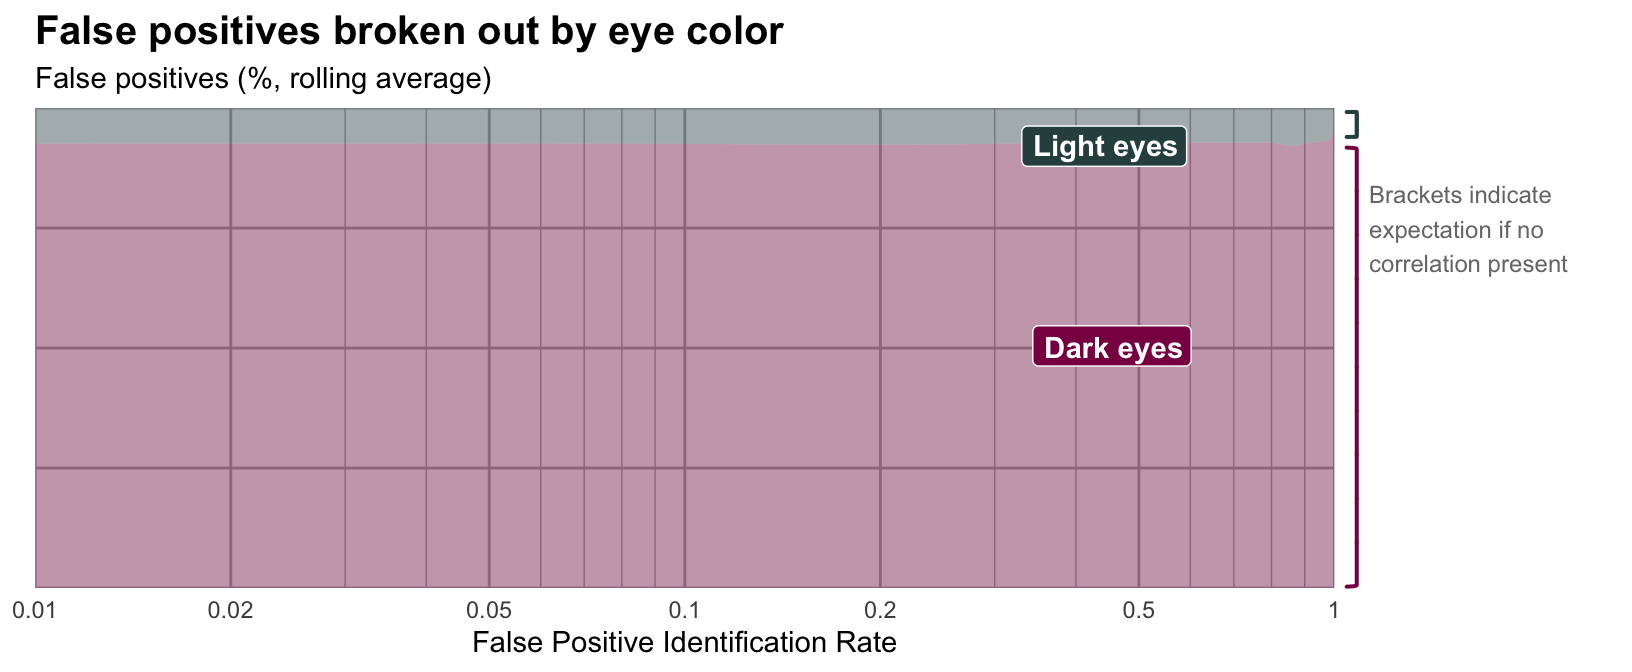 False positives broken out by eye color
False positives (%, rolling average)
Light eyes
Brackets indicate
expectation if no
correlation present
Dark eyes
0.01 0.02 0.05 0.1 0.2 0.5 1
False Positive Identification Rate